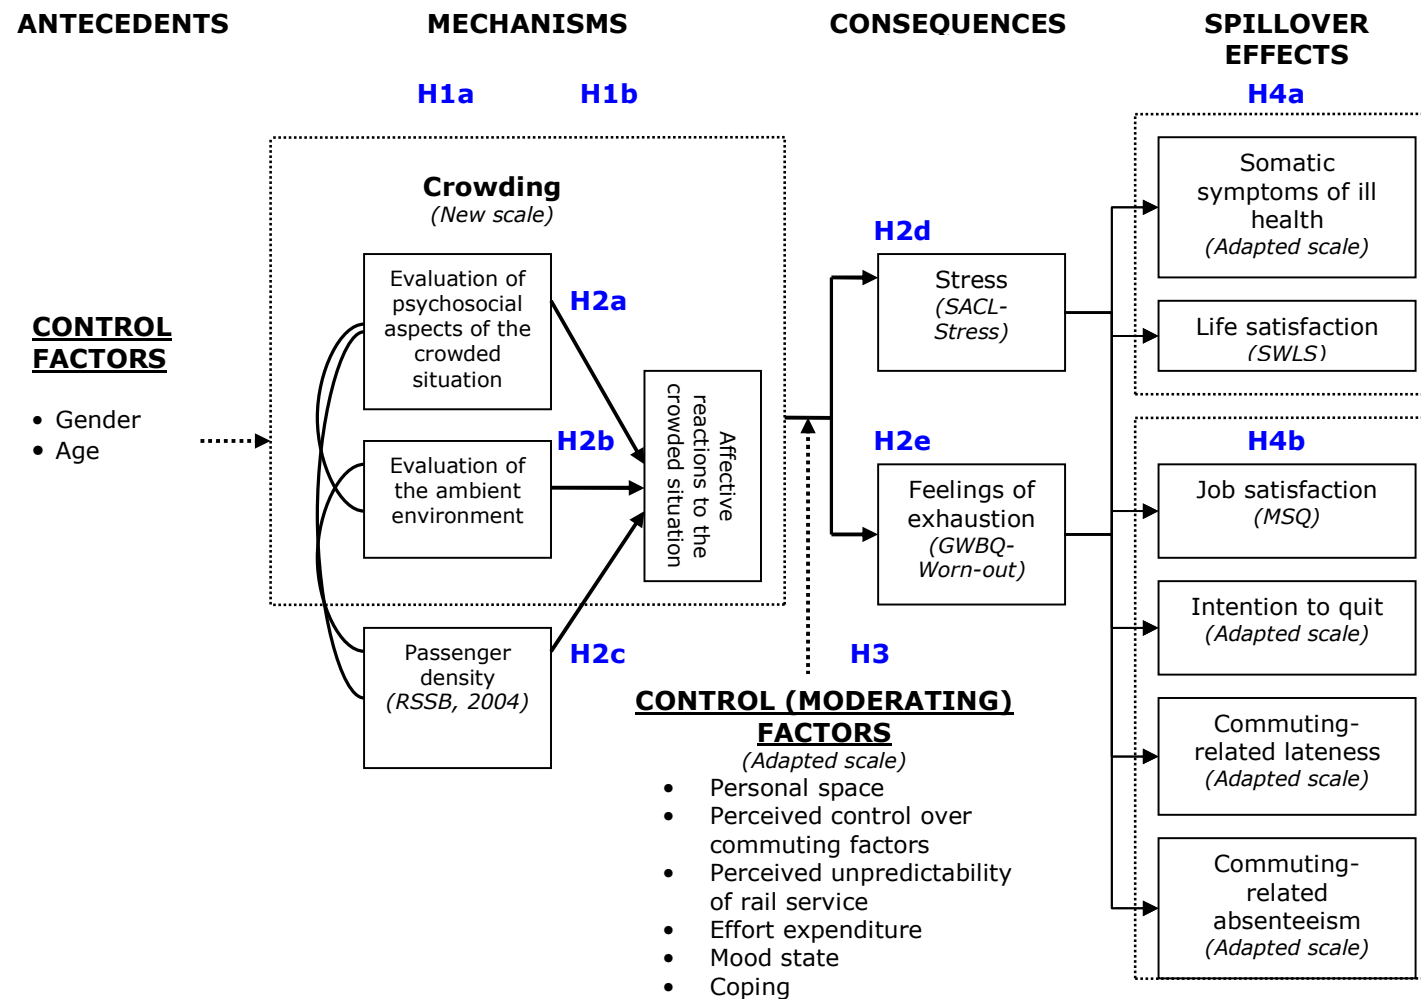 ANTECEDENTS
MECHANISMS
CONSEQUENCES
SPILLOVER
EFFECTS
H1a
H1b
H4a
Crowding
(New scale)
CONTROL
FACTORS
• Gender
• Age
Evaluation of
psychosocial
aspects of the
crowded
situation
H2a
Evaluation of
the ambient
environment
H2b
Passenger
density
(RSSB, 2004)
H2c
Affective
reactions to the
crowded situation
H2d
Stress
(SACL-
Stress)
H2e
Feelings of
exhaustion
(GWBQ-
Worn-out)
H3
CONTROL (MODERATING)
FACTORS
(Adapted scale)
• Personal space
• Perceived control over
commuting factors
• Perceived unpredictability
of rail service
• Effort expenditure
• Mood state
• Coping
Somatic
symptoms of ill
health
(Adapted scale)
Life satisfaction
(SWLS)
H4b
Job satisfaction
(MSQ)
Intention to quit
(Adapted scale)
Commuting-
related lateness
(Adapted scale)
Commuting-
related
absenteeism
(Adapted scale)